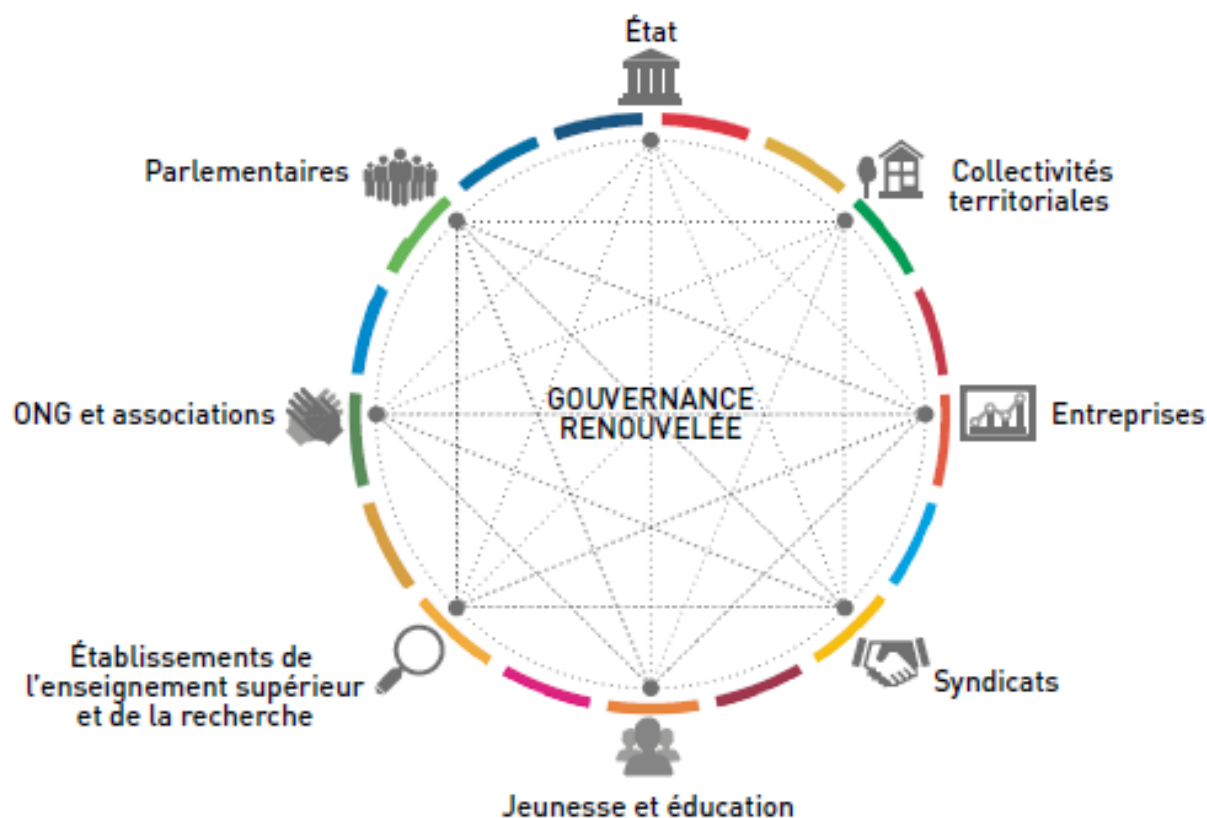 État
Parlementaires
Collectivités
territoriales
GOUVERNANCE
RENOUVELÉE
ONG et associations
Entreprises
Établissements de
l'enseignement supérieur
et de la recherche
Syndicats
Jeunesse et éducation